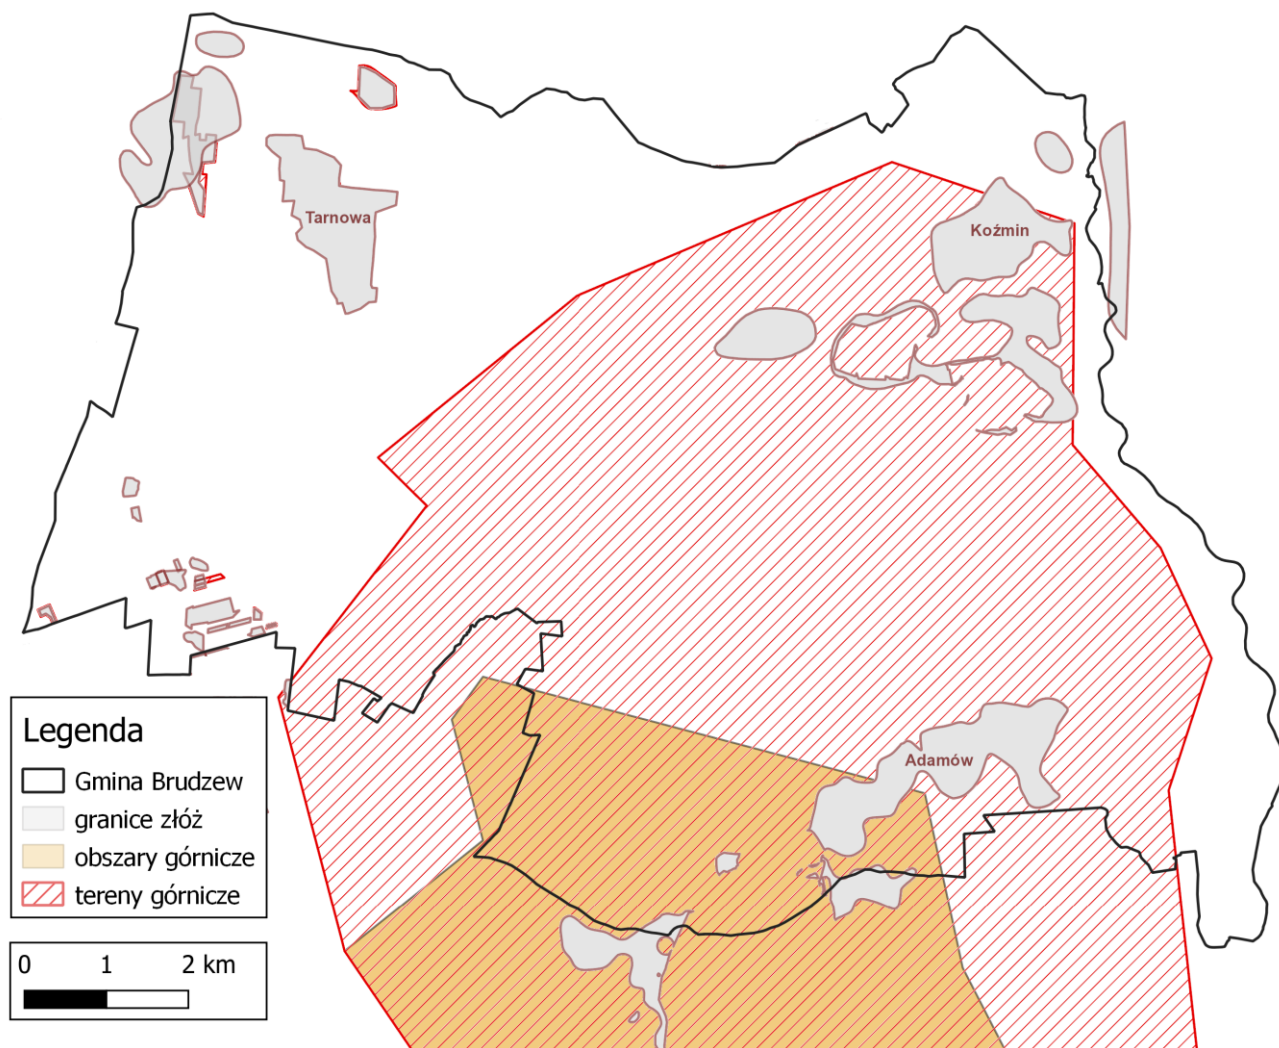 Tarnowa
Koźmin
Adamów
Legenda
Gmina Brudzew
granice złóż
obszary górnicze
tereny górnicze
0 1 2 km